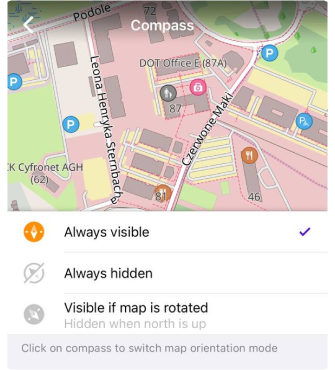 Podole
72
Compass
DOT Office E (87A)
P
P
P
P
Leona Henryka Sternbach
87
Czerwone Maki
CK Cyfronet AGH
(62)
81
46
Always visible
Always hidden
Visible if map is rotated
Hidden when north is up
Click on compass to switch map orientation mode